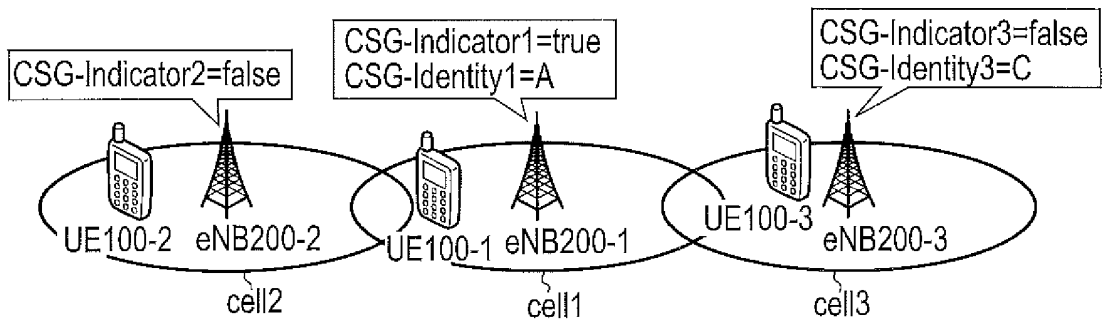 CSG-Indicator2=false
CSG-Indicator1=true
CSG-Identity1=A
CSG-Indicator3=false
CSG-Identity3=C
UE100-2
eNB200-2
UE100-1
eNB200-1
UE100-3
eNB200-3
cell2
cell1
cell3